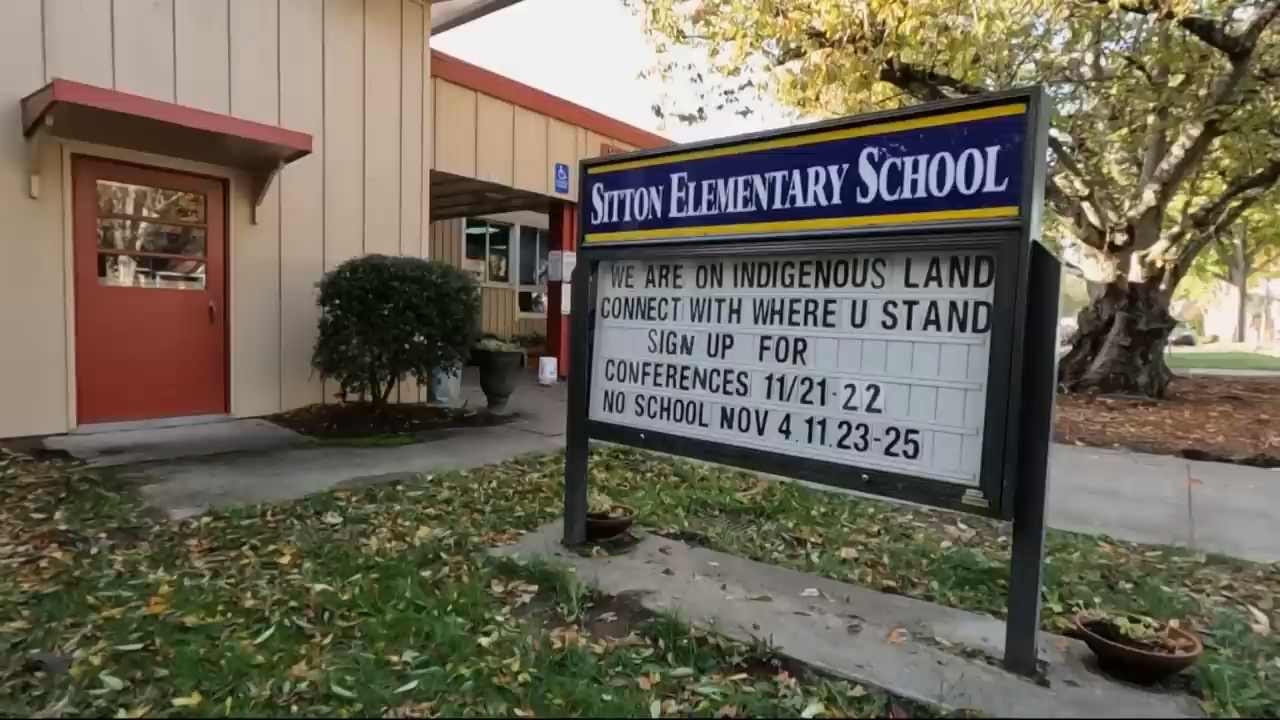 SITTON ELEMENTARY SCHOOL
WE ARE ON INDIGENOUS LAND
CONNECT WITH WHERE U STAND
SIGN UP FOR
CONFERENCES 11/21-22
NO SCHOOL NOV 4.11.23-25